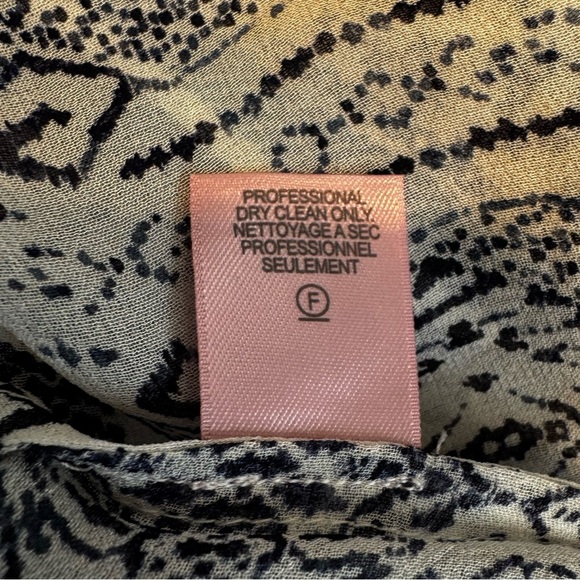 PROFESSIONAL
DRY CLEAN ONLY.
NETTOYAGE A SEC
PROFESSIONNEL
SEULEMENT
F